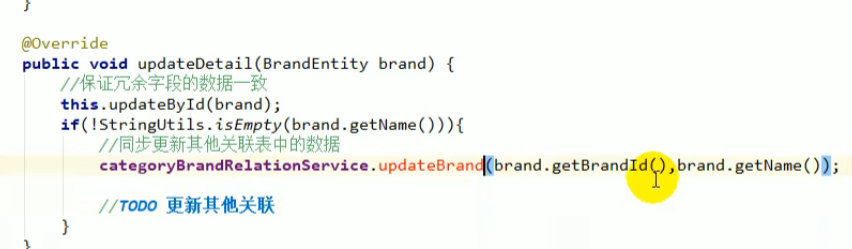 }
@Override
public void updateDetail(BrandEntity brand) {
//保证冗余字段的数据一致
this.updateById(brand);
if(!StringUtils.isEmpty(brand.getName())){
//同步更新其他关联表中的数据
categoryBrandRelationService.updateBrand(brand.getBrandId(),brand.getName());
//TODO 更新其他关联
}
}